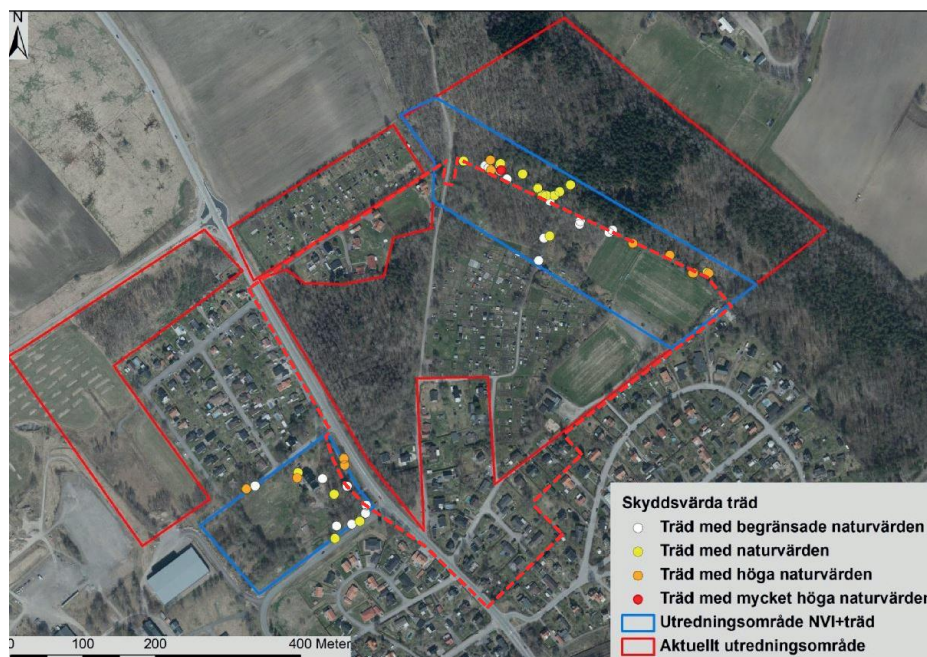 N
Skyddsvärda träd
Träd med begränsade naturvärden
Träd med naturvärden
Träd med höga naturvärden
Träd med mycket höga naturvärden
Utredningsområde NVI+träd
Aktuellt utredningsområde
0 100 200 400 Meter